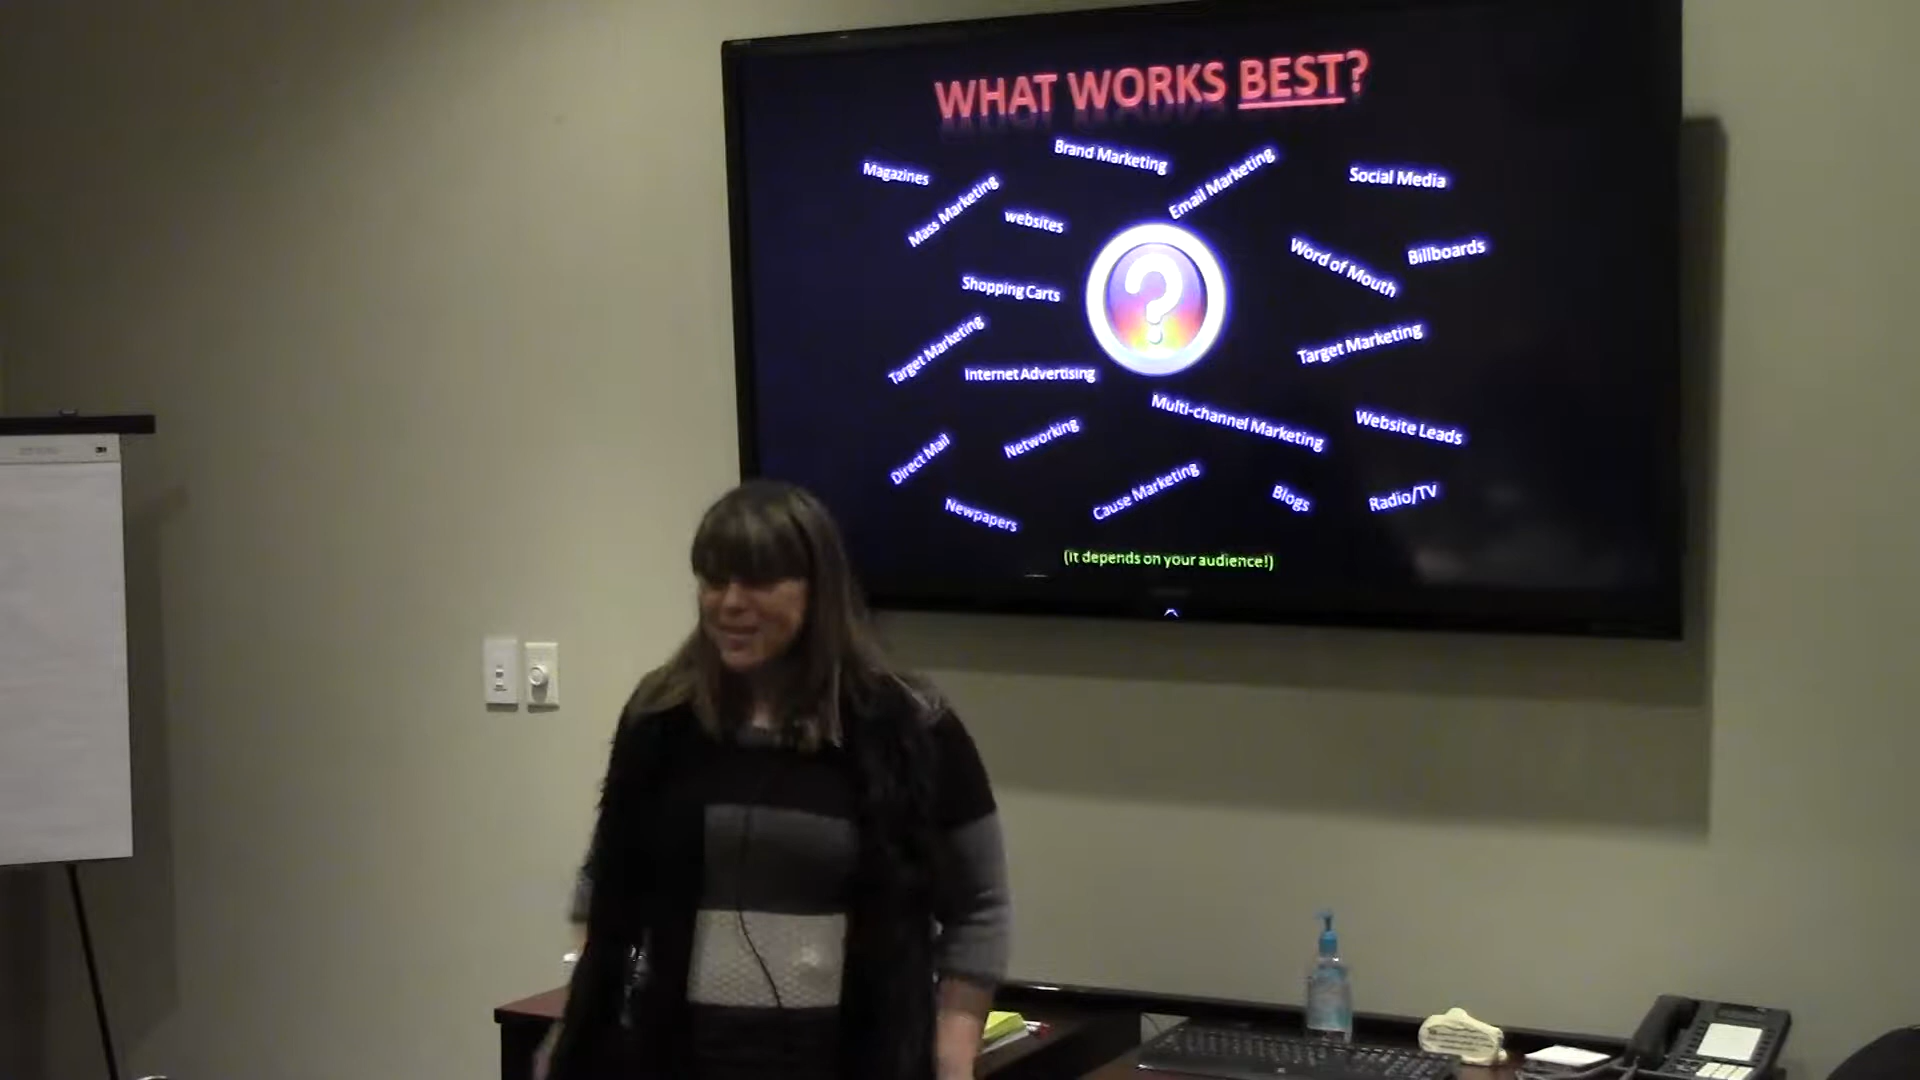 WHAT WORKS BEST?
Brand Marketing
Magazines
Mass Marketing
Email Marketing
Social Media
websites
Word of Mouth
Billboards
Shopping Carts
?
Target Marketing
Target Marketing
Internet Advertising
Multi-channel Marketing
Website Leads
Networking
Direct Mail
Cause Marketing
Blogs
Radio/TV
Newpapers
(it depends on your audience!)